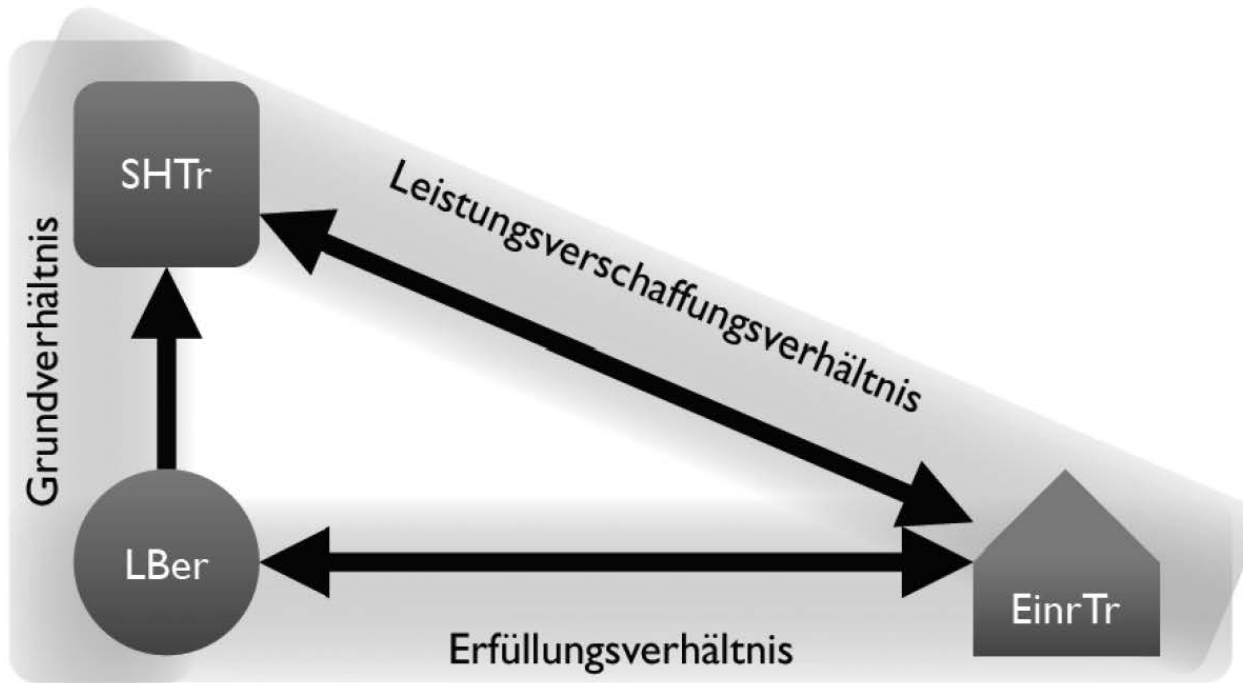 SHTr
Leistungsverschaffungsverhältnis
Grundverhältnis
LBer
EinrTr
Erfüllungsverhältnis